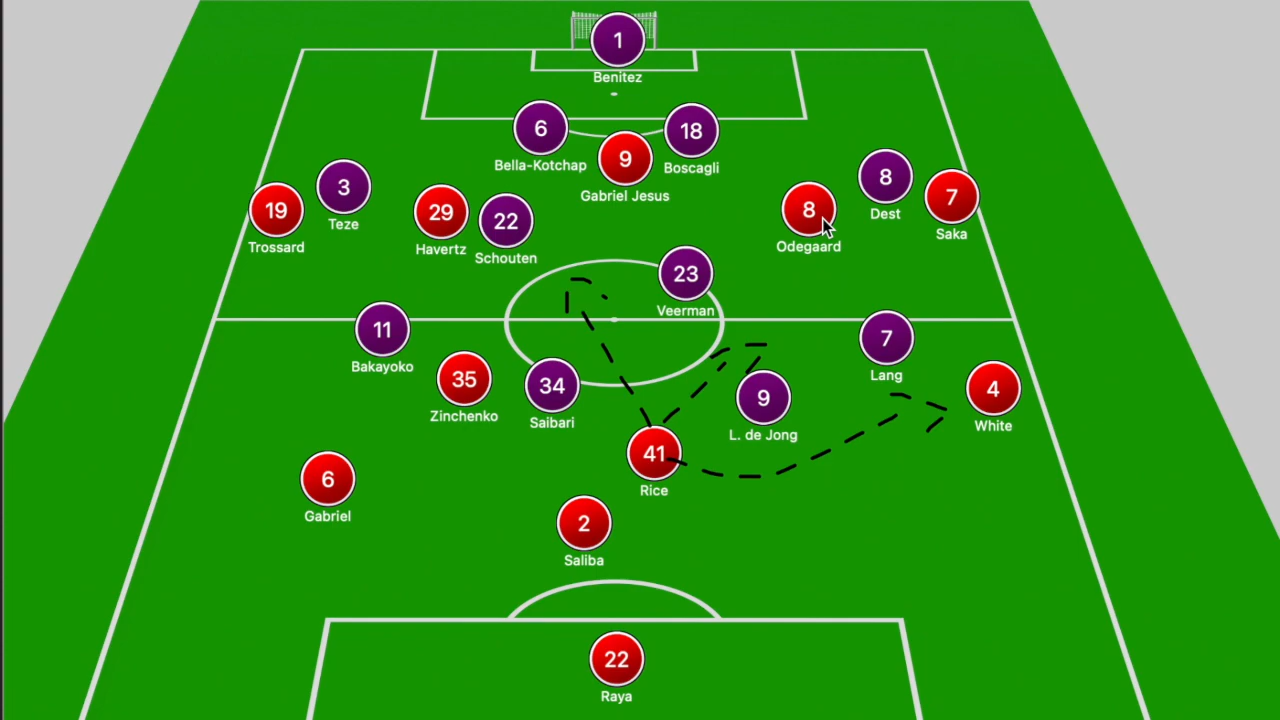 1
Benitez
6
Bella-Kotchap
18
Boscagli
9
Gabriel Jesus
19
Trossard
3
Teze
29
Havertz
22
Schouten
8
Odegaard
8
Dest
7
Saka
23
Veerman
11
Bakayoko
35
Zinchenko
34
Saibari
9
L. de Jong
7
Lang
4
White
41
Rice
6
Gabriel
2
Saliba
22
Raya